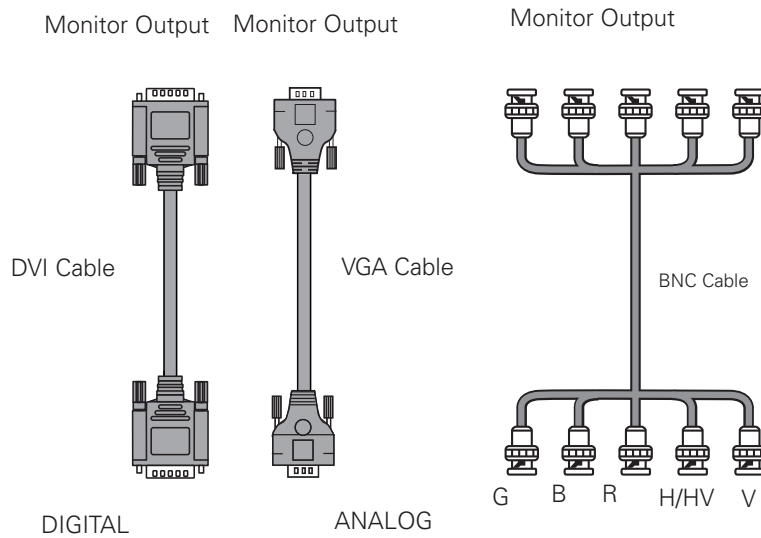 Monitor Output Monitor Output Monitor Output
DVI Cable VGA Cable BNC Cable
G B R H/HV V
DIGITAL ANALOG